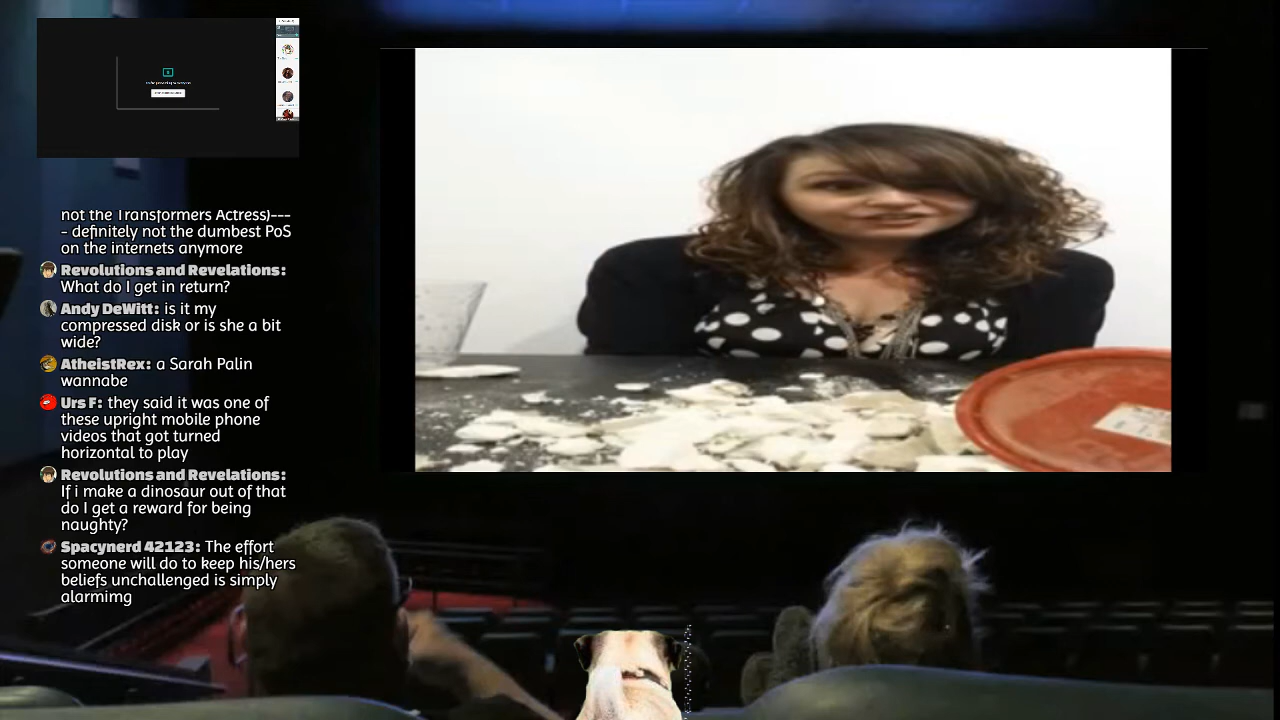 not the Transformers Actress)---
- definitely not the dumbest PoS
on the internets anymore
Revolutions and Revelations:
What do I get in return?
Andy DeWitt: is it my
compressed disk or is she a bit
wide?
AtheistRex: a Sarah Palin
wannabe
Urs F: they said it was one of
these upright mobile phone
videos that got turned
horizontal to play
Revolutions and Revelations:
If i make a dinosaur out of that
do I get a reward for being
naughty?
Spacynerd 42123: The effort
someone will do to keep his/hers
beliefs unchallenged is simply
alarmimg